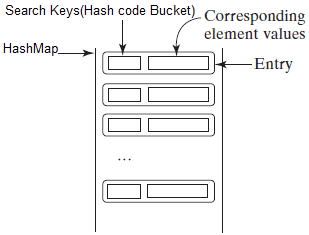 Search Keys(Hash code Bucket)
Corresponding
element values
HashMap
Entry
...